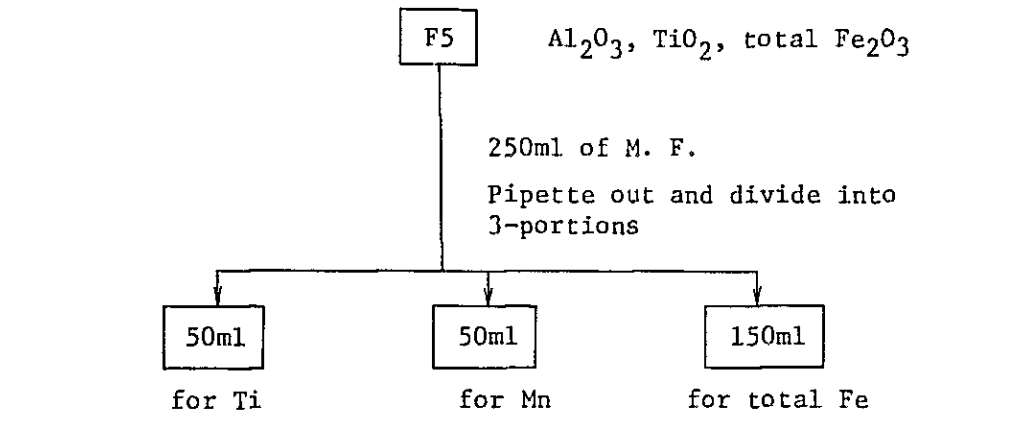 F5
Al₂O₃, TiO₂, total Fe₂O₃
250ml of M. F.
Pipette out and divide into
3-portions
50ml
50ml
150ml
for Ti
for Mn
for total Fe